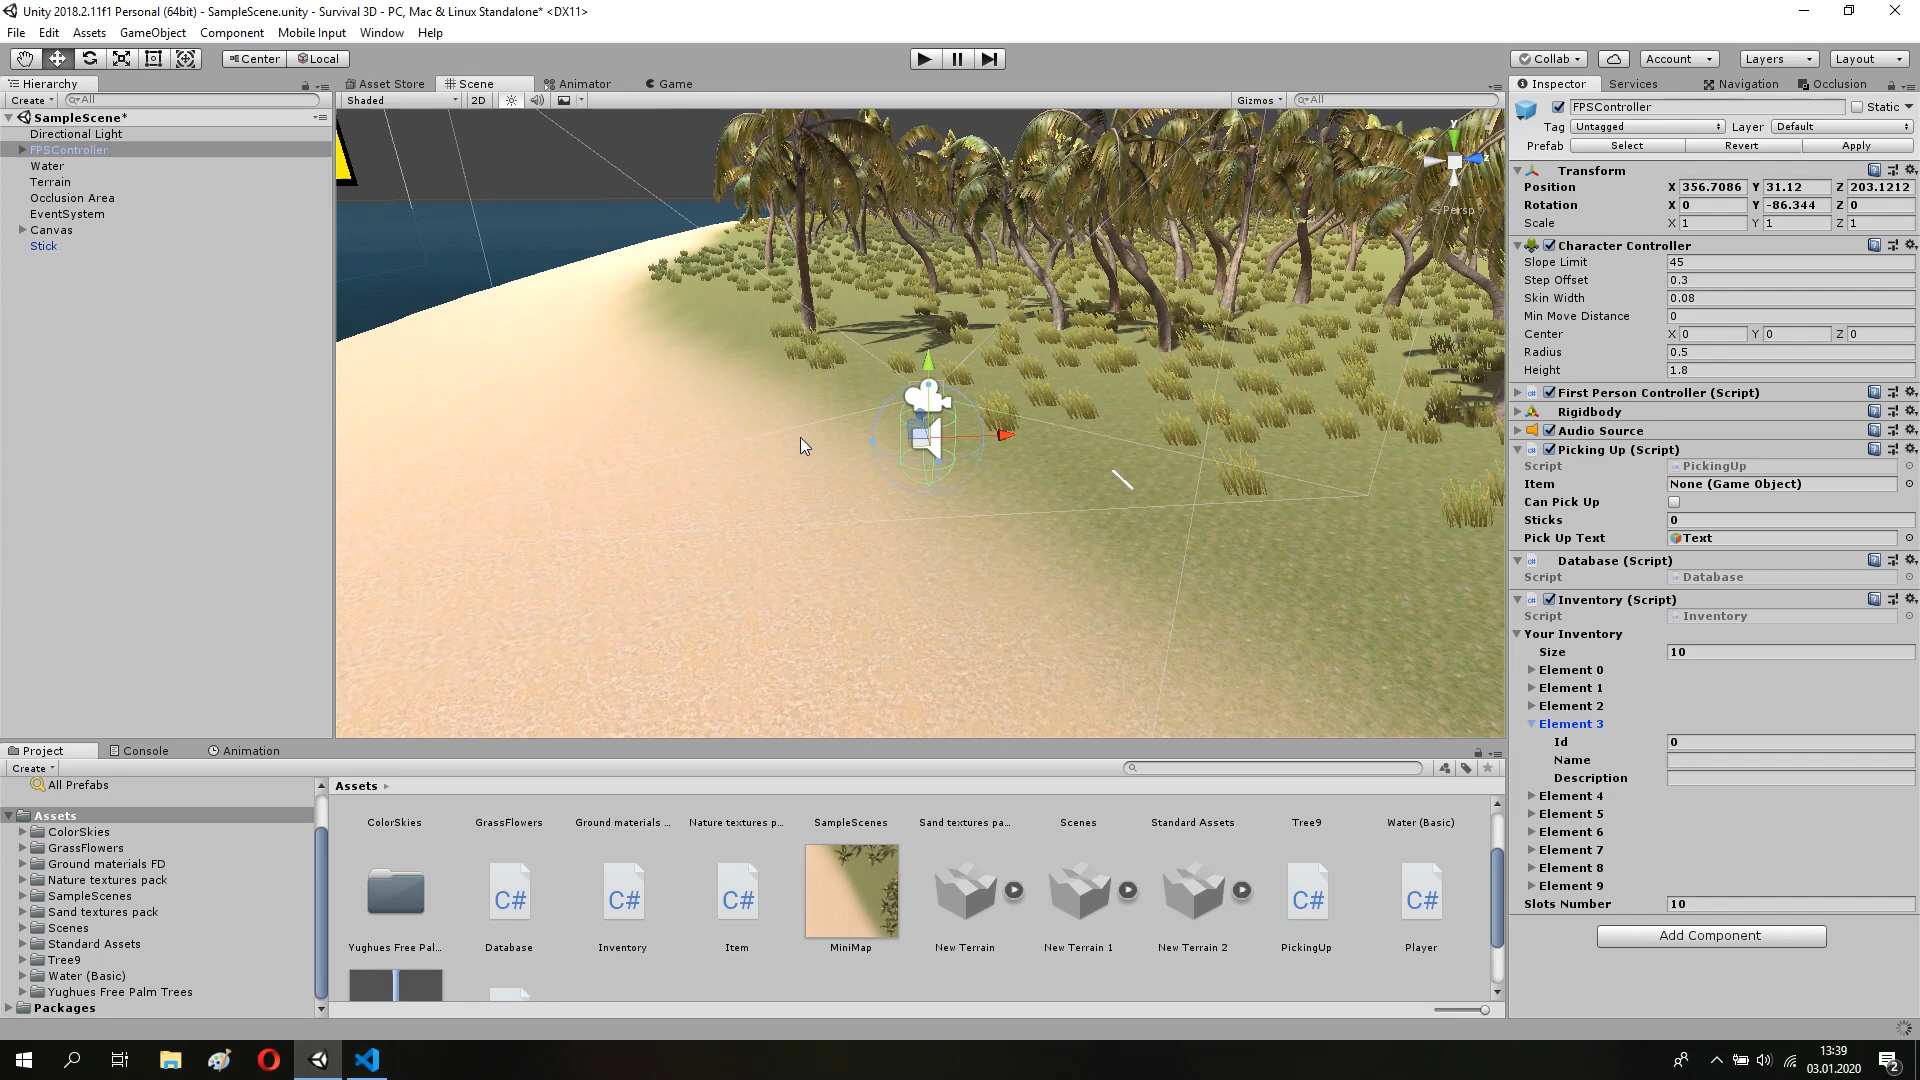 Unity 2018.2.11f1 Personal (64bit) - SampleScene.unity - Survival 3D - PC, Mac & Linux Standalone* <DX11>
File Edit Assets GameObject Component Mobile Input Window Help
Center Local Collab Account Layers Layout
Hierarchy Asset Store Scene Animator Game Inspector Services Navigation Occlusion
Create All Shaded 2D Gizmos All
SampleScene*
Directional Light
FPSController
Water
Terrain
Occlusion Area
EventSystem
Canvas
Stick
y
z
Persp
FPSController Static
Tag Untagged Layer Default
Prefab Select Revert Apply
Transform
Position X 356.7086 Y 31.12 Z 203.1212
Rotation X 0 Y -86.344 Z 0
Scale X 1 Y 1 Z 1
Character Controller
Slope Limit 45
Step Offset 0.3
Skin Width 0.08
Min Move Distance 0
Center X 0 Y 0 Z 0
Radius 0.5
Height 1.8
First Person Controller (Script)
Rigidbody
Audio Source
Picking Up (Script)
Script PickingUp
Item None (Game Object)
Can Pick Up
Sticks 0
Pick Up Text Text
Database (Script)
Script Database
Inventory (Script)
Script Inventory
Your Inventory
Size 10
Element 0
Element 1
Element 2
Element 3
Id 0
Name
Description
Element 4
Element 5
Element 6
Element 7
Element 8
Element 9
Slots Number 10
Add Component
Project Console Animation
Create
All Prefabs
Assets
ColorSkies
GrassFlowers
Ground materials FD
Nature textures pack
SampleScenes
Sand textures pack
Scenes
Standard Assets
Tree9
Water (Basic)
Yughues Free Palm Trees
Packages
Assets
ColorSkies GrassFlowers Ground materials ... Nature textures p... SampleScenes Sand textures pa... Scenes Standard Assets Tree9 Water (Basic)
C# C# C# C# C#
Yughues Free Pal... Database Inventory Item MiniMap New Terrain New Terrain 1 New Terrain 2 PickingUp Player
13:39
03.01.2020
2